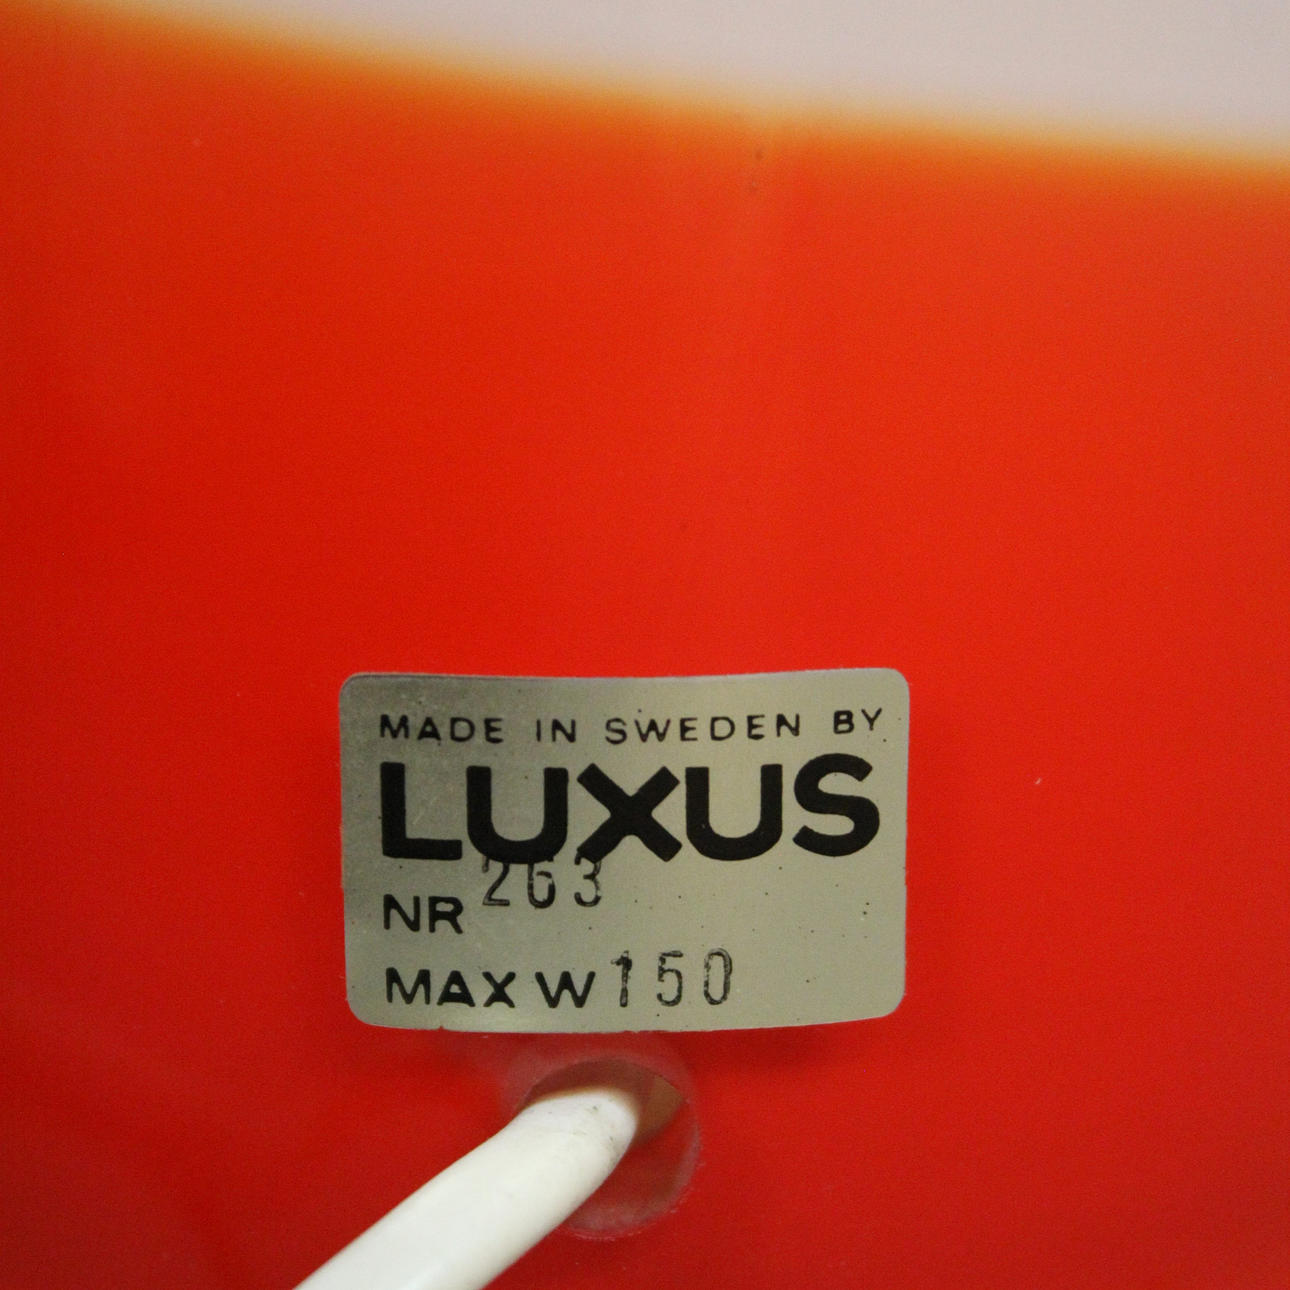 MADE IN SWEDEN BY
LUXUS
NR 263
MAX W 150